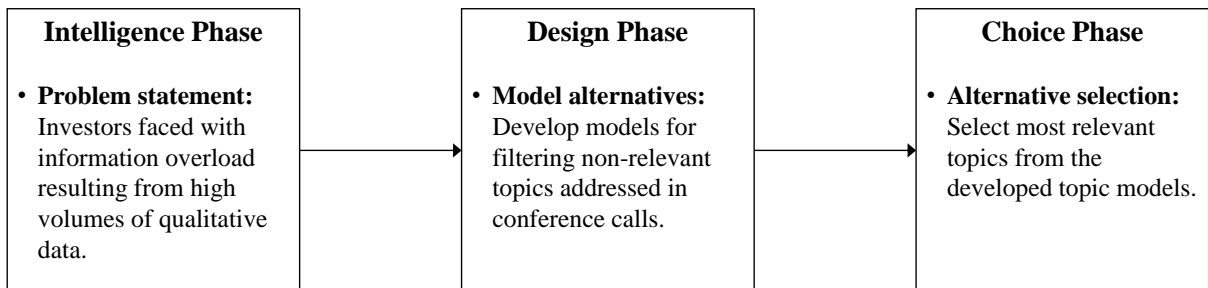 Intelligence Phase
• Problem statement:
Investors faced with
information overload
resulting from high
volumes of qualitative
data.
Design Phase
• Model alternatives:
Develop models for
filtering non-relevant
topics addressed in
conference calls.
Choice Phase
• Alternative selection:
Select most relevant
topics from the
developed topic models.